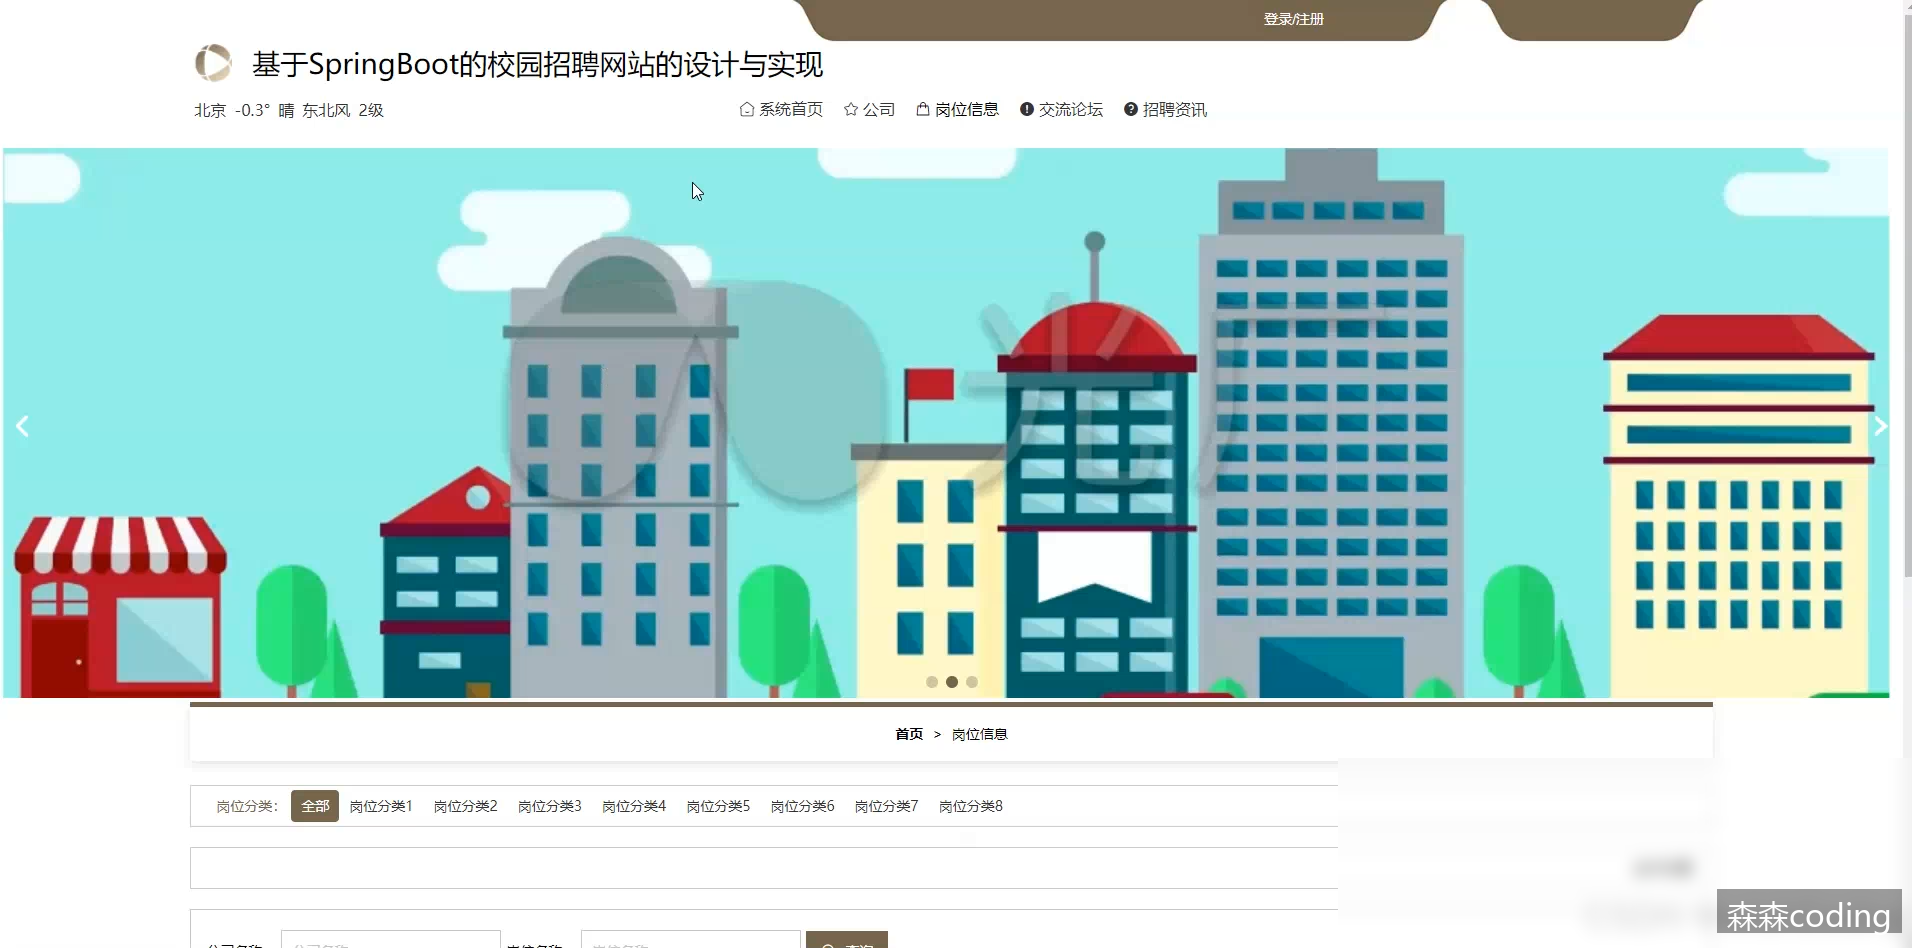 登录/注册
基于SpringBoot的校园招聘网站的设计与实现
北京 -0.3° 晴 东北风 2级
系统首页 公司 岗位信息 交流论坛 招聘资讯
光厂
首页 > 岗位信息
岗位分类: 全部 岗位分类1 岗位分类2 岗位分类3 岗位分类4 岗位分类5 岗位分类6 岗位分类7 岗位分类8
森森coding